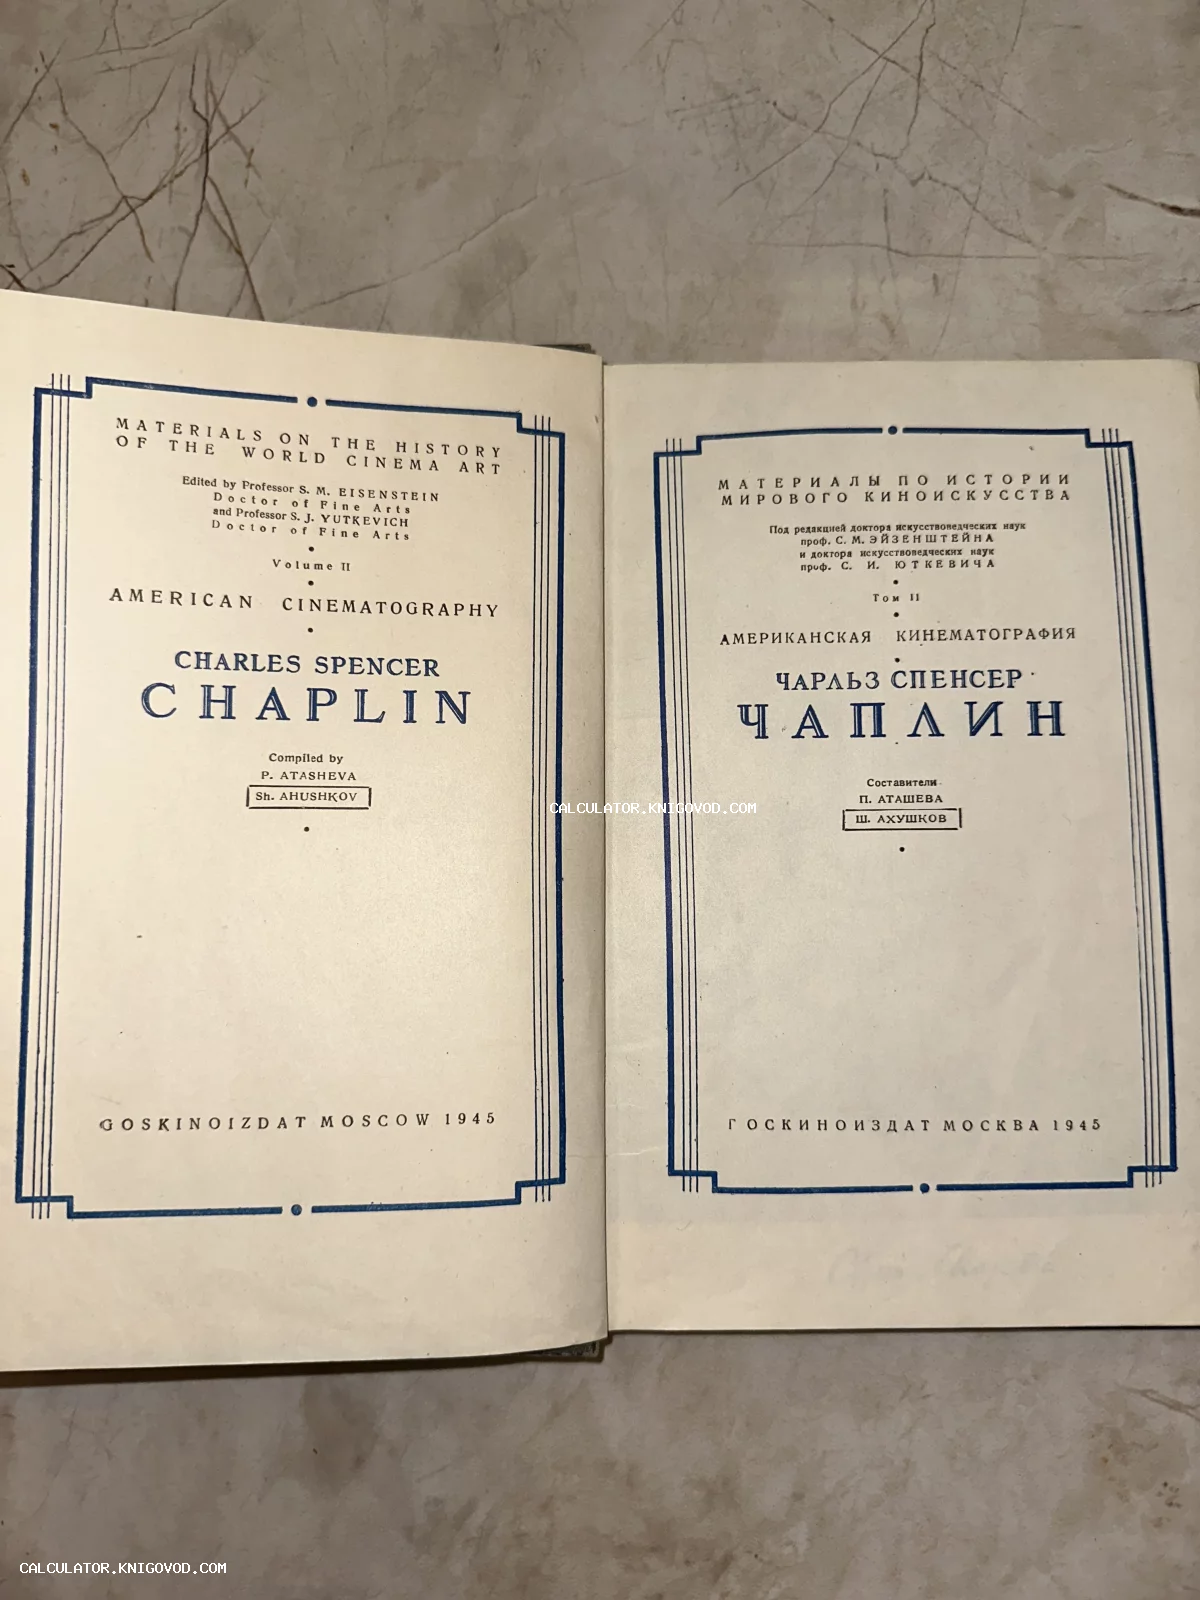 MATERIALS ON THE HISTORY
OF THE WORLD CINEMA ART
Edited by Professor S. M. EISENSTEIN
Doctor of Fine Arts
and Professor S. J. YUTKEVICH
Doctor of Fine Arts
Volume II
AMERICAN CINEMATOGRAPHY
CHARLES SPENCER
CHAPLIN
Compiled by
P. ATASHEVA
Sh. AHUSHKOV
GOSKINOIZDAT MOSCOW 1945
МАТЕРИАЛЫ ПО ИСТОРИИ
МИРОВОГО КИНОИСКУССТВА
Под редакцией доктора искусствоведческих наук
проф. С. М. ЭЙЗЕНШТЕЙНА
и доктора искусствоведческих наук
проф. С. И. ЮТКЕВИЧА
Том II
АМЕРИКАНСКАЯ КИНЕМАТОГРАФИЯ
ЧАРЛЬЗ СПЕНСЕР
ЧАПЛИН
Составители
П. АТАШЕВА
Ш. АХУШКОВ
ГОСКИНОИЗДАТ МОСКВА 1945
CALCULATOR.KNIGOVOD.COM
CALCULATOR.KNIGOVOD.COM